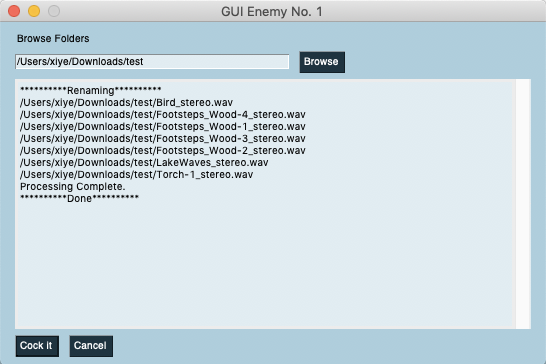 GUI Enemy No. 1
Browse Folders
/Users/xiye/Downloads/test Browse
**********Renaming**********
/Users/xiye/Downloads/test/Bird_stereo.wav
/Users/xiye/Downloads/test/Footsteps_Wood-4_stereo.wav
/Users/xiye/Downloads/test/Footsteps_Wood-1_stereo.wav
/Users/xiye/Downloads/test/Footsteps_Wood-3_stereo.wav
/Users/xiye/Downloads/test/Footsteps_Wood-2_stereo.wav
/Users/xiye/Downloads/test/LakeWaves_stereo.wav
/Users/xiye/Downloads/test/Torch-1_stereo.wav
Processing Complete.
**********Done**********
Cock it Cancel